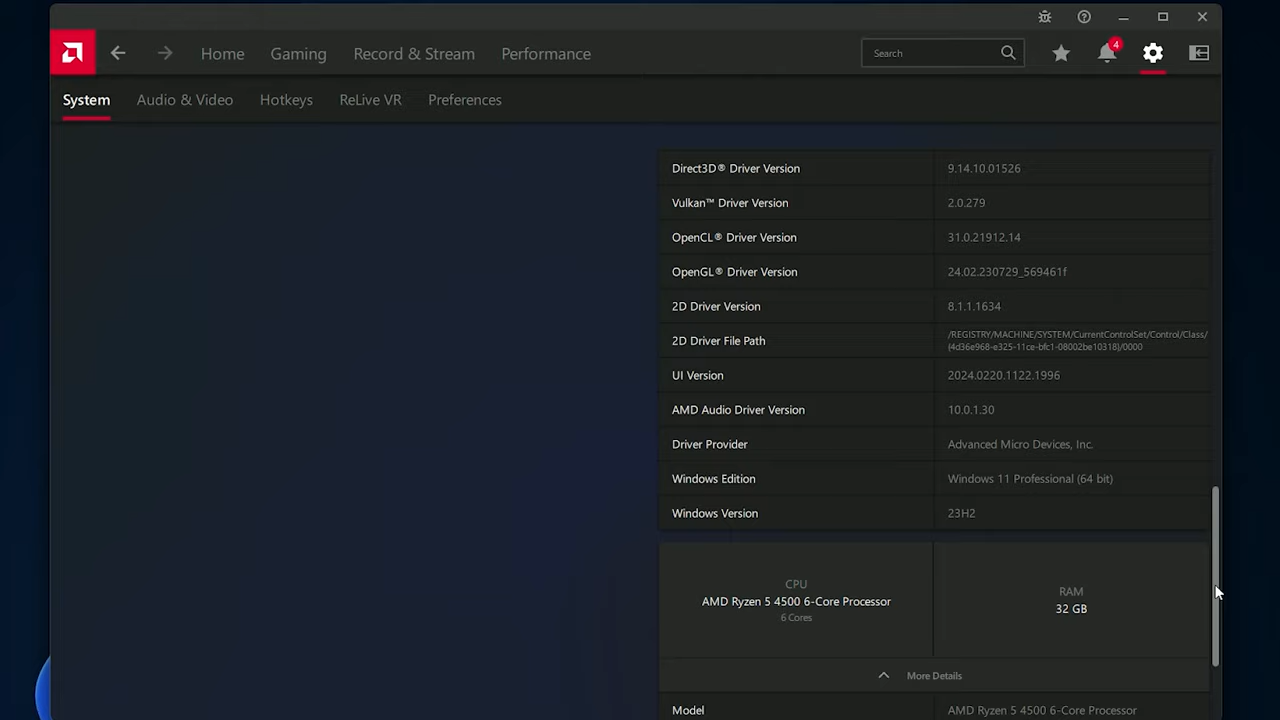 Home Gaming Record & Stream Performance Search 4
System Audio & Video Hotkeys ReLive VR Preferences
Direct3D® Driver Version 9.14.10.01526
Vulkan™ Driver Version 2.0.279
OpenCL® Driver Version 31.0.21912.14
OpenGL® Driver Version 24.02.230729_569461f
2D Driver Version 8.1.1.1634
2D Driver File Path /REGISTRY/MACHINE/SYSTEM/CurrentControlSet/Control/Class/
{4d36e968-e325-11ce-bfc1-08002be10318}/0000
UI Version 2024.0220.1122.1996
AMD Audio Driver Version 10.0.1.30
Driver Provider Advanced Micro Devices, Inc.
Windows Edition Windows 11 Professional (64 bit)
Windows Version 23H2
CPU
AMD Ryzen 5 4500 6-Core Processor
6 Cores
RAM
32 GB
More Details
Model AMD Ryzen 5 4500 6-Core Processor